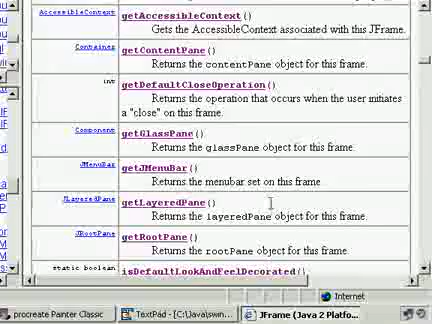 AccessibleContext getAccessibleContext()
Gets the AccessibleContext associated with this JFrame.
Container getContentPane()
Returns the contentPane object for this frame.
int getDefaultCloseOperation()
Returns the operation that occurs when the user initiates
a "close" on this frame.
Component getGlassPane()
Returns the glassPane object for this frame.
JMenuBar getJMenuBar()
Returns the menubar set on this frame
JLayeredPane getLayeredPane()
Returns the layeredPane object for this frame.
JRootPane getRootPane()
Returns the rootPane object for this frame.
static boolean isDefaultLookAndFeelDecorated()
Internet
procreate Painter Classic
TextPad - [C:\Java\swin...
JFrame (Java 2 Platfo...